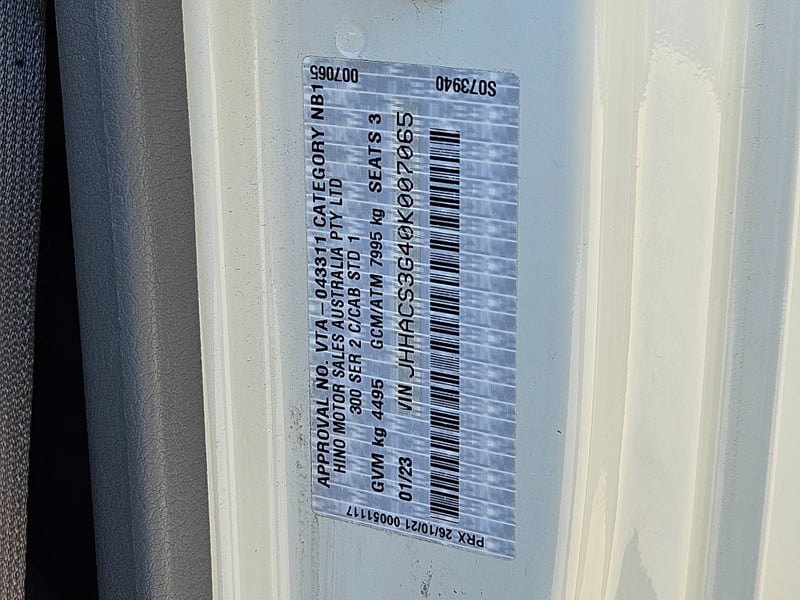 APPROVAL NO. VTA - 043311 CATEGORY NB1
HINO MOTOR SALES AUSTRALIA PTY LTD
300 SER 2 C/CAB STD 1
GVM kg 4495 GCM/ATM 7995 kg SEATS 3
01/23 VIN JHHACS3G40K007065
007065
S073940
PRX 26/10/21 00051117